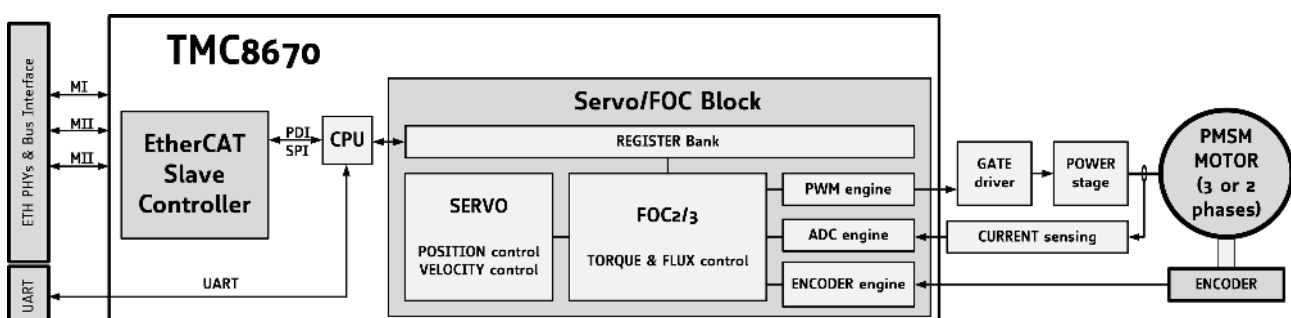 TMC8670
ETH PHYs & Bus Interface
MI
MII
MII
EtherCAT
Slave
Controller
PDI
SPI
CPU
UART
UART
Servo/FOC Block
REGISTER Bank
SERVO
POSITION control
VELOCITY control
FOC2/3
TORQUE & FLUX control
PWM engine
ADC engine
ENCODER engine
GATE
driver
POWER
stage
CURRENT sensing
PMSM
MOTOR
(3 or 2
phases)
ENCODER